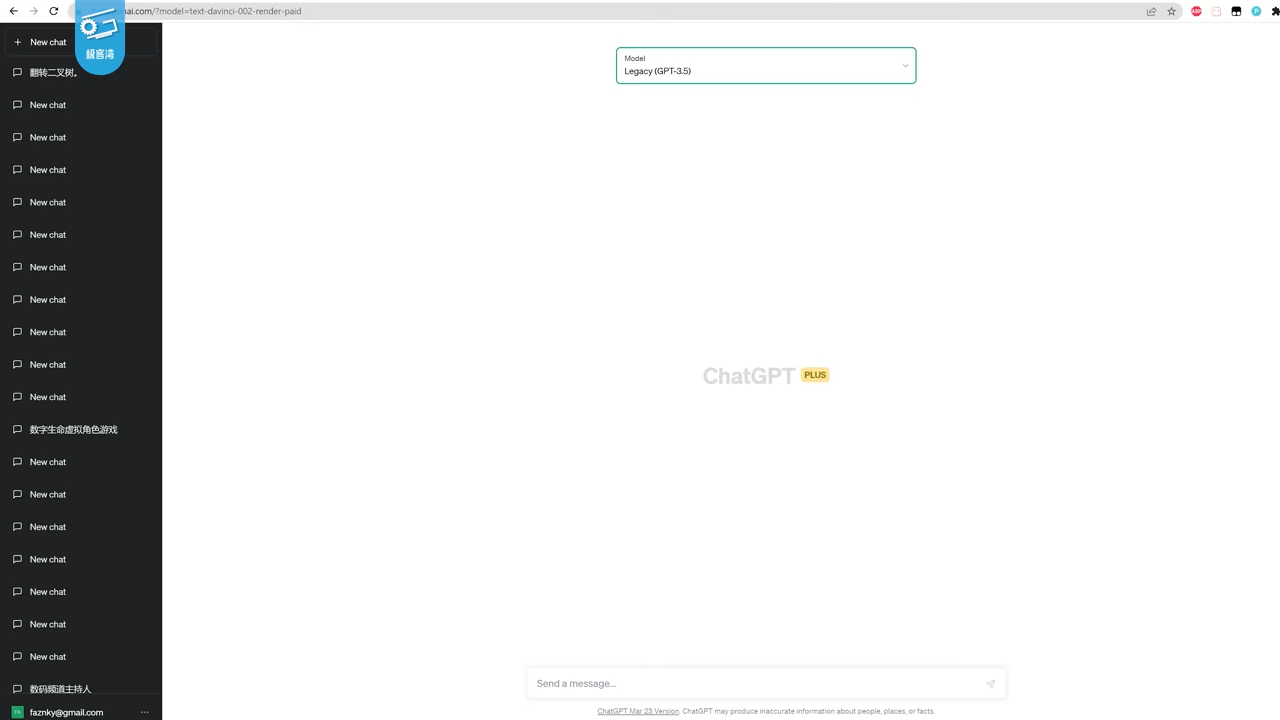 nai.com/?model=text-davinci-002-render-paid
极客湾
New chat
翻转二叉树。
New chat
New chat
New chat
New chat
New chat
New chat
New chat
New chat
New chat
New chat
数字生命虚拟角色游戏
New chat
New chat
New chat
New chat
New chat
New chat
New chat
数码频道主持人
FA
faznky@gmail.com
Model
Legacy (GPT-3.5)
ChatGPT PLUS
Send a message...
ChatGPT Mar 23 Version. ChatGPT may produce inaccurate information about people, places, or facts.
ABP
P